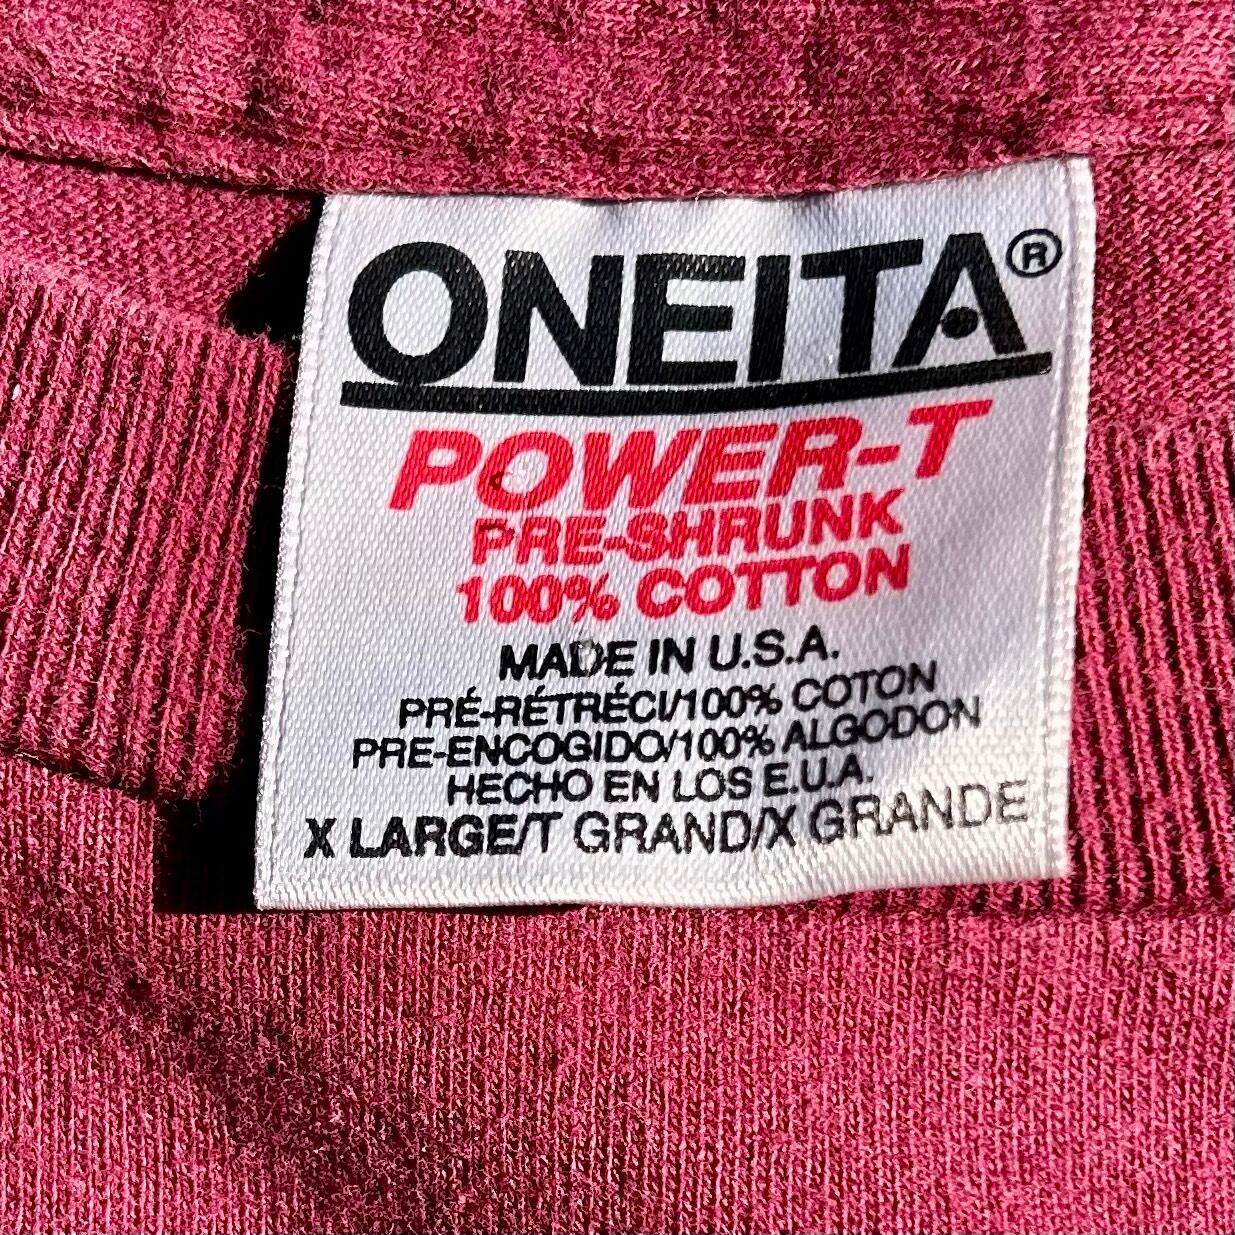 ONEITA®
POWER-T
PRE-SHRUNK
100% COTTON
MADE IN U.S.A.
PRÉ-RÉTRÉCI/100% COTON
PRE-ENCOGIDO/100% ALGODON
HECHO EN LOS E.U.A.
X LARGE/T GRAND/X GRANDE